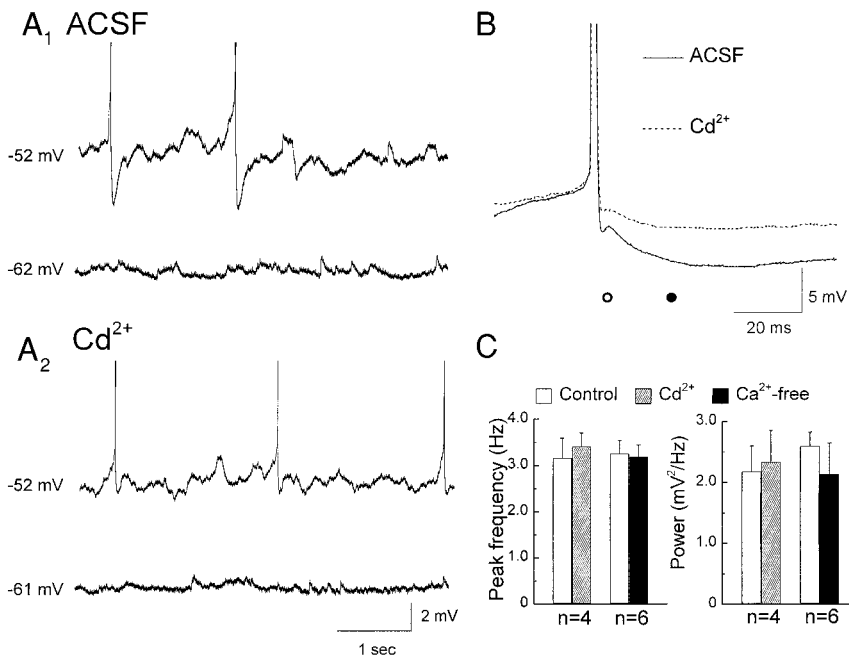 A₁ ACSF
-52 mV
-62 mV
A₂ Cd²⁺
-52 mV
-61 mV
2 mV
1 sec
B
ACSF
Cd²⁺
5 mV
20 ms
C
Control Cd²⁺ Ca²⁺-free
Peak frequency (Hz)
4.0
3.0
2.0
1.0
0
n=4 n=6
Power (mV²/Hz)
3.0
2.0
1.0
0
n=4 n=6